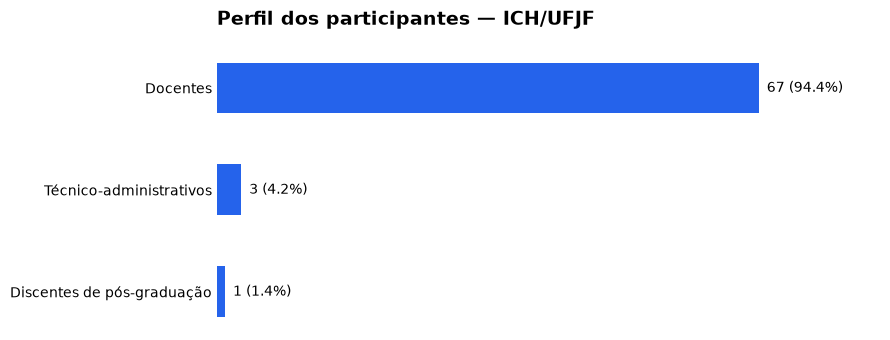 Perfil dos participantes — ICH/UFJF
Docentes 67 (94.4%)
Técnico-administrativos 3 (4.2%)
Discentes de pós-graduação 1 (1.4%)